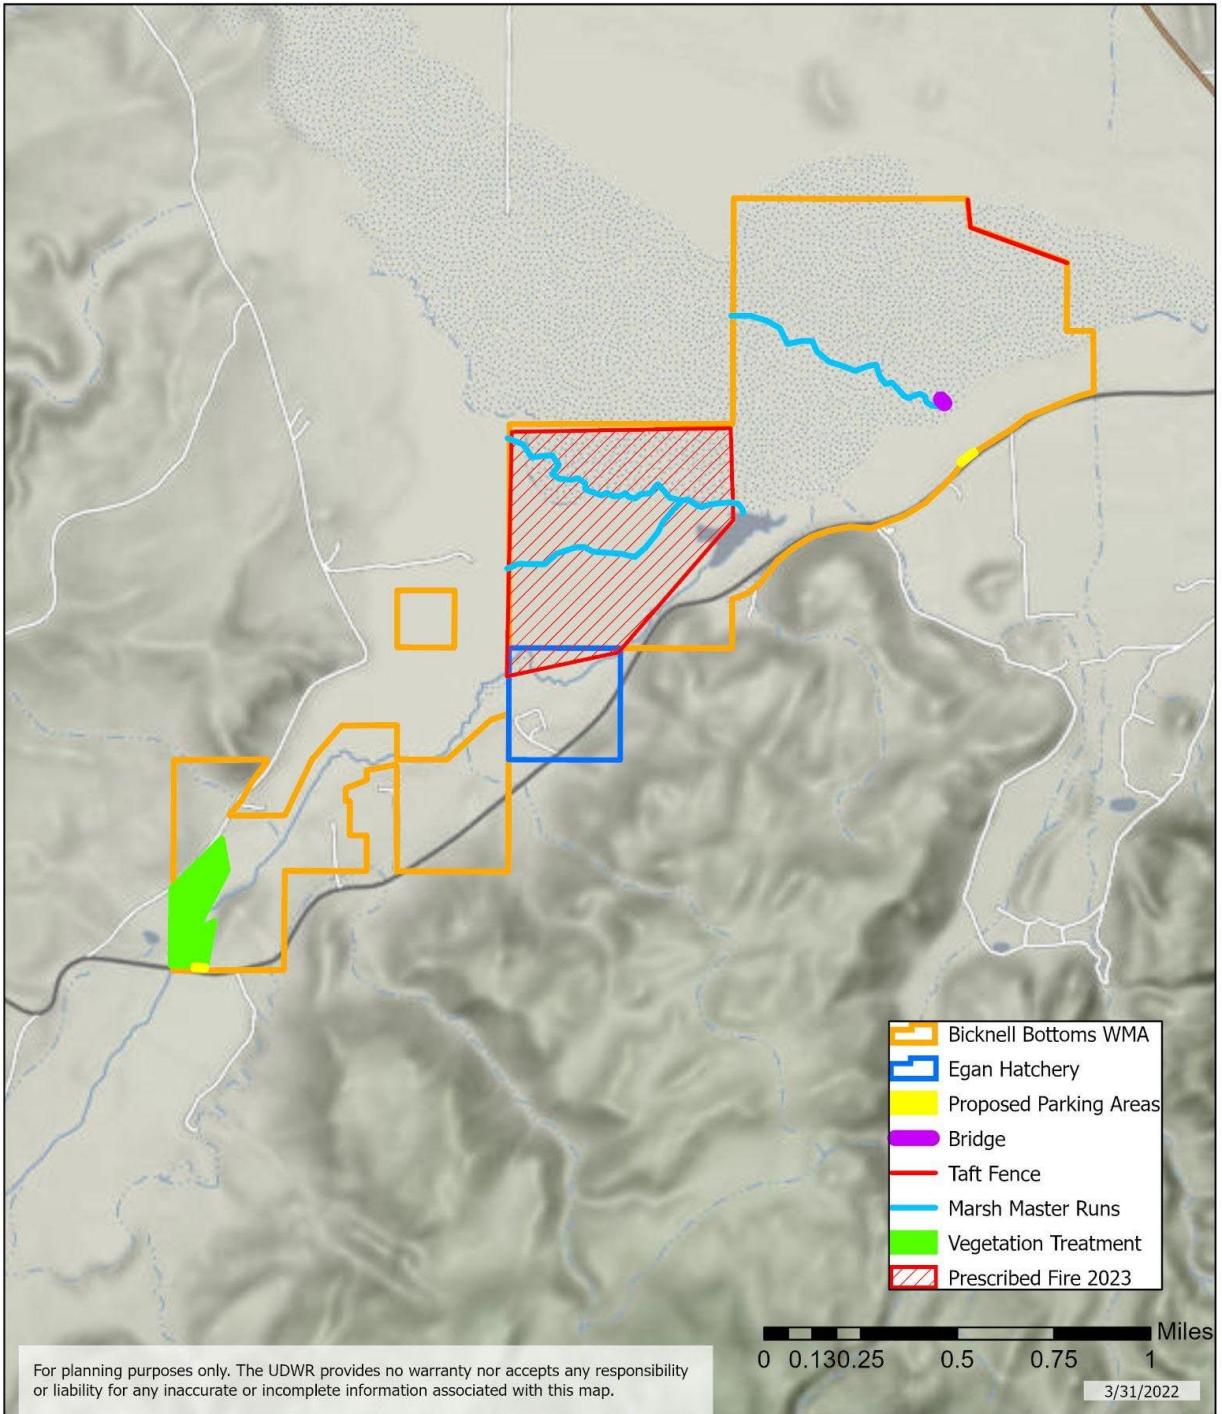 Bicknell Bottoms WMA
Egan Hatchery
Proposed Parking Areas
Bridge
Taft Fence
Marsh Master Runs
Vegetation Treatment
Prescribed Fire 2023
Miles
0 0.130.25 0.5 0.75 1
For planning purposes only. The UDWR provides no warranty nor accepts any responsibility
or liability for any inaccurate or incomplete information associated with this map.
3/31/2022